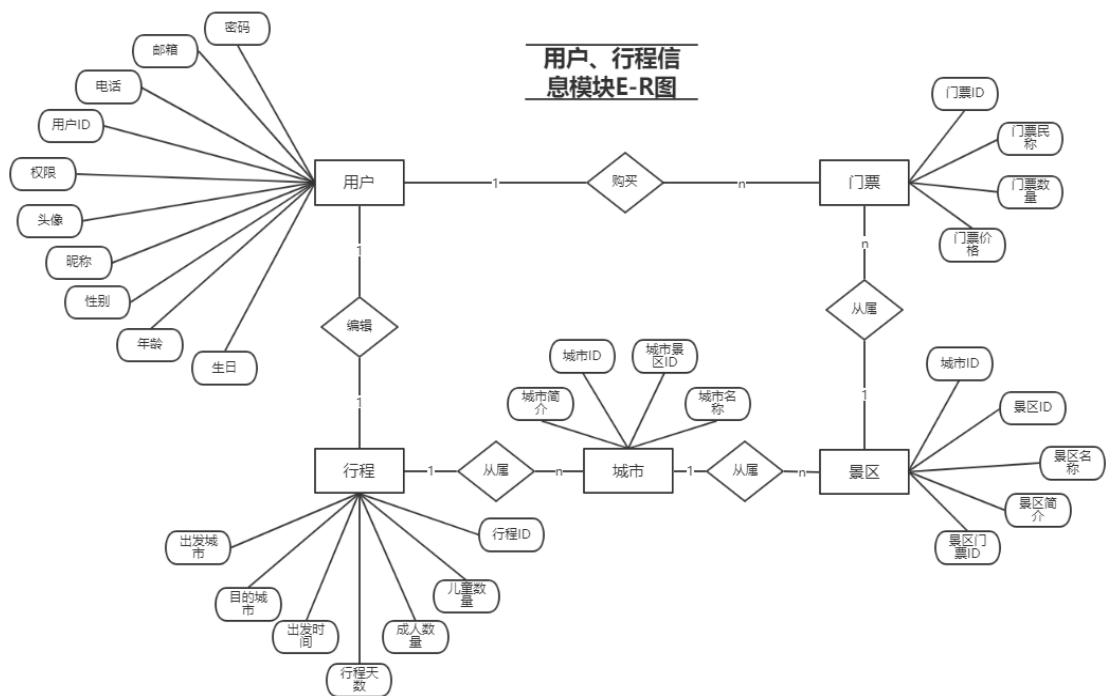 用户、行程信
息模块E-R图
密码
邮箱
电话
用户ID
权限
头像
昵称
性别
年龄
生日
用户
1
购买
n
门票
门票ID
门票民
称
门票数
量
门票价
格
1
编辑
1
n
从属
1
行程
1
从属
n
城市
1
从属
n
景区
城市简
介
城市ID
城市景
区ID
城市名
称
城市ID
景区ID
景区名
称
景区简
介
景区门
票ID
出发城
市
目的城
市
出发时
间
行程天
数
成人数
量
儿童数
量
行程ID